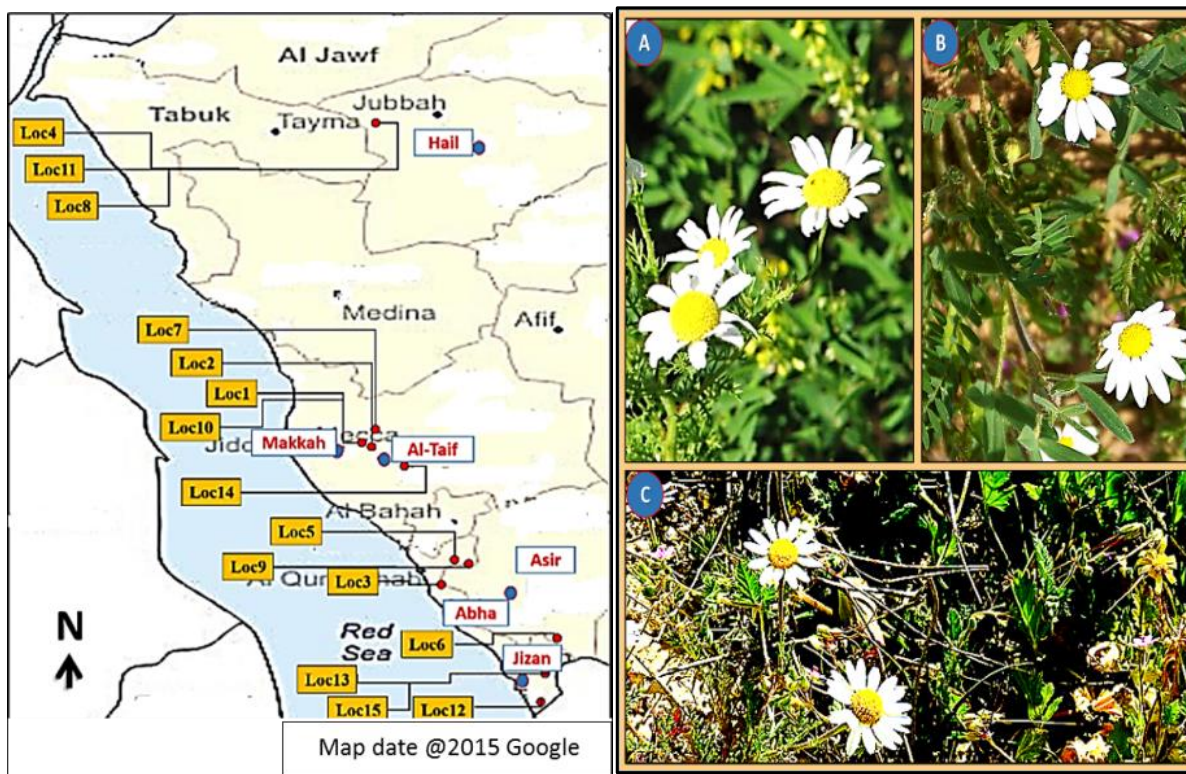 Al Jawf
Tabuk
Jubbah
Tayma
Loc4
Hail
Loc11
Loc8
Medina
Afif
Loc7
Loc2
Loc1
Loc10
Makkah
Al-Taif
Loc14
Al Bahah
Loc5
Asir
Loc9
Loc3
Abha
N
Red
Sea
Loc6
Jizan
Loc13
Loc15
Loc12
Map date @2015 Google
A
B
C